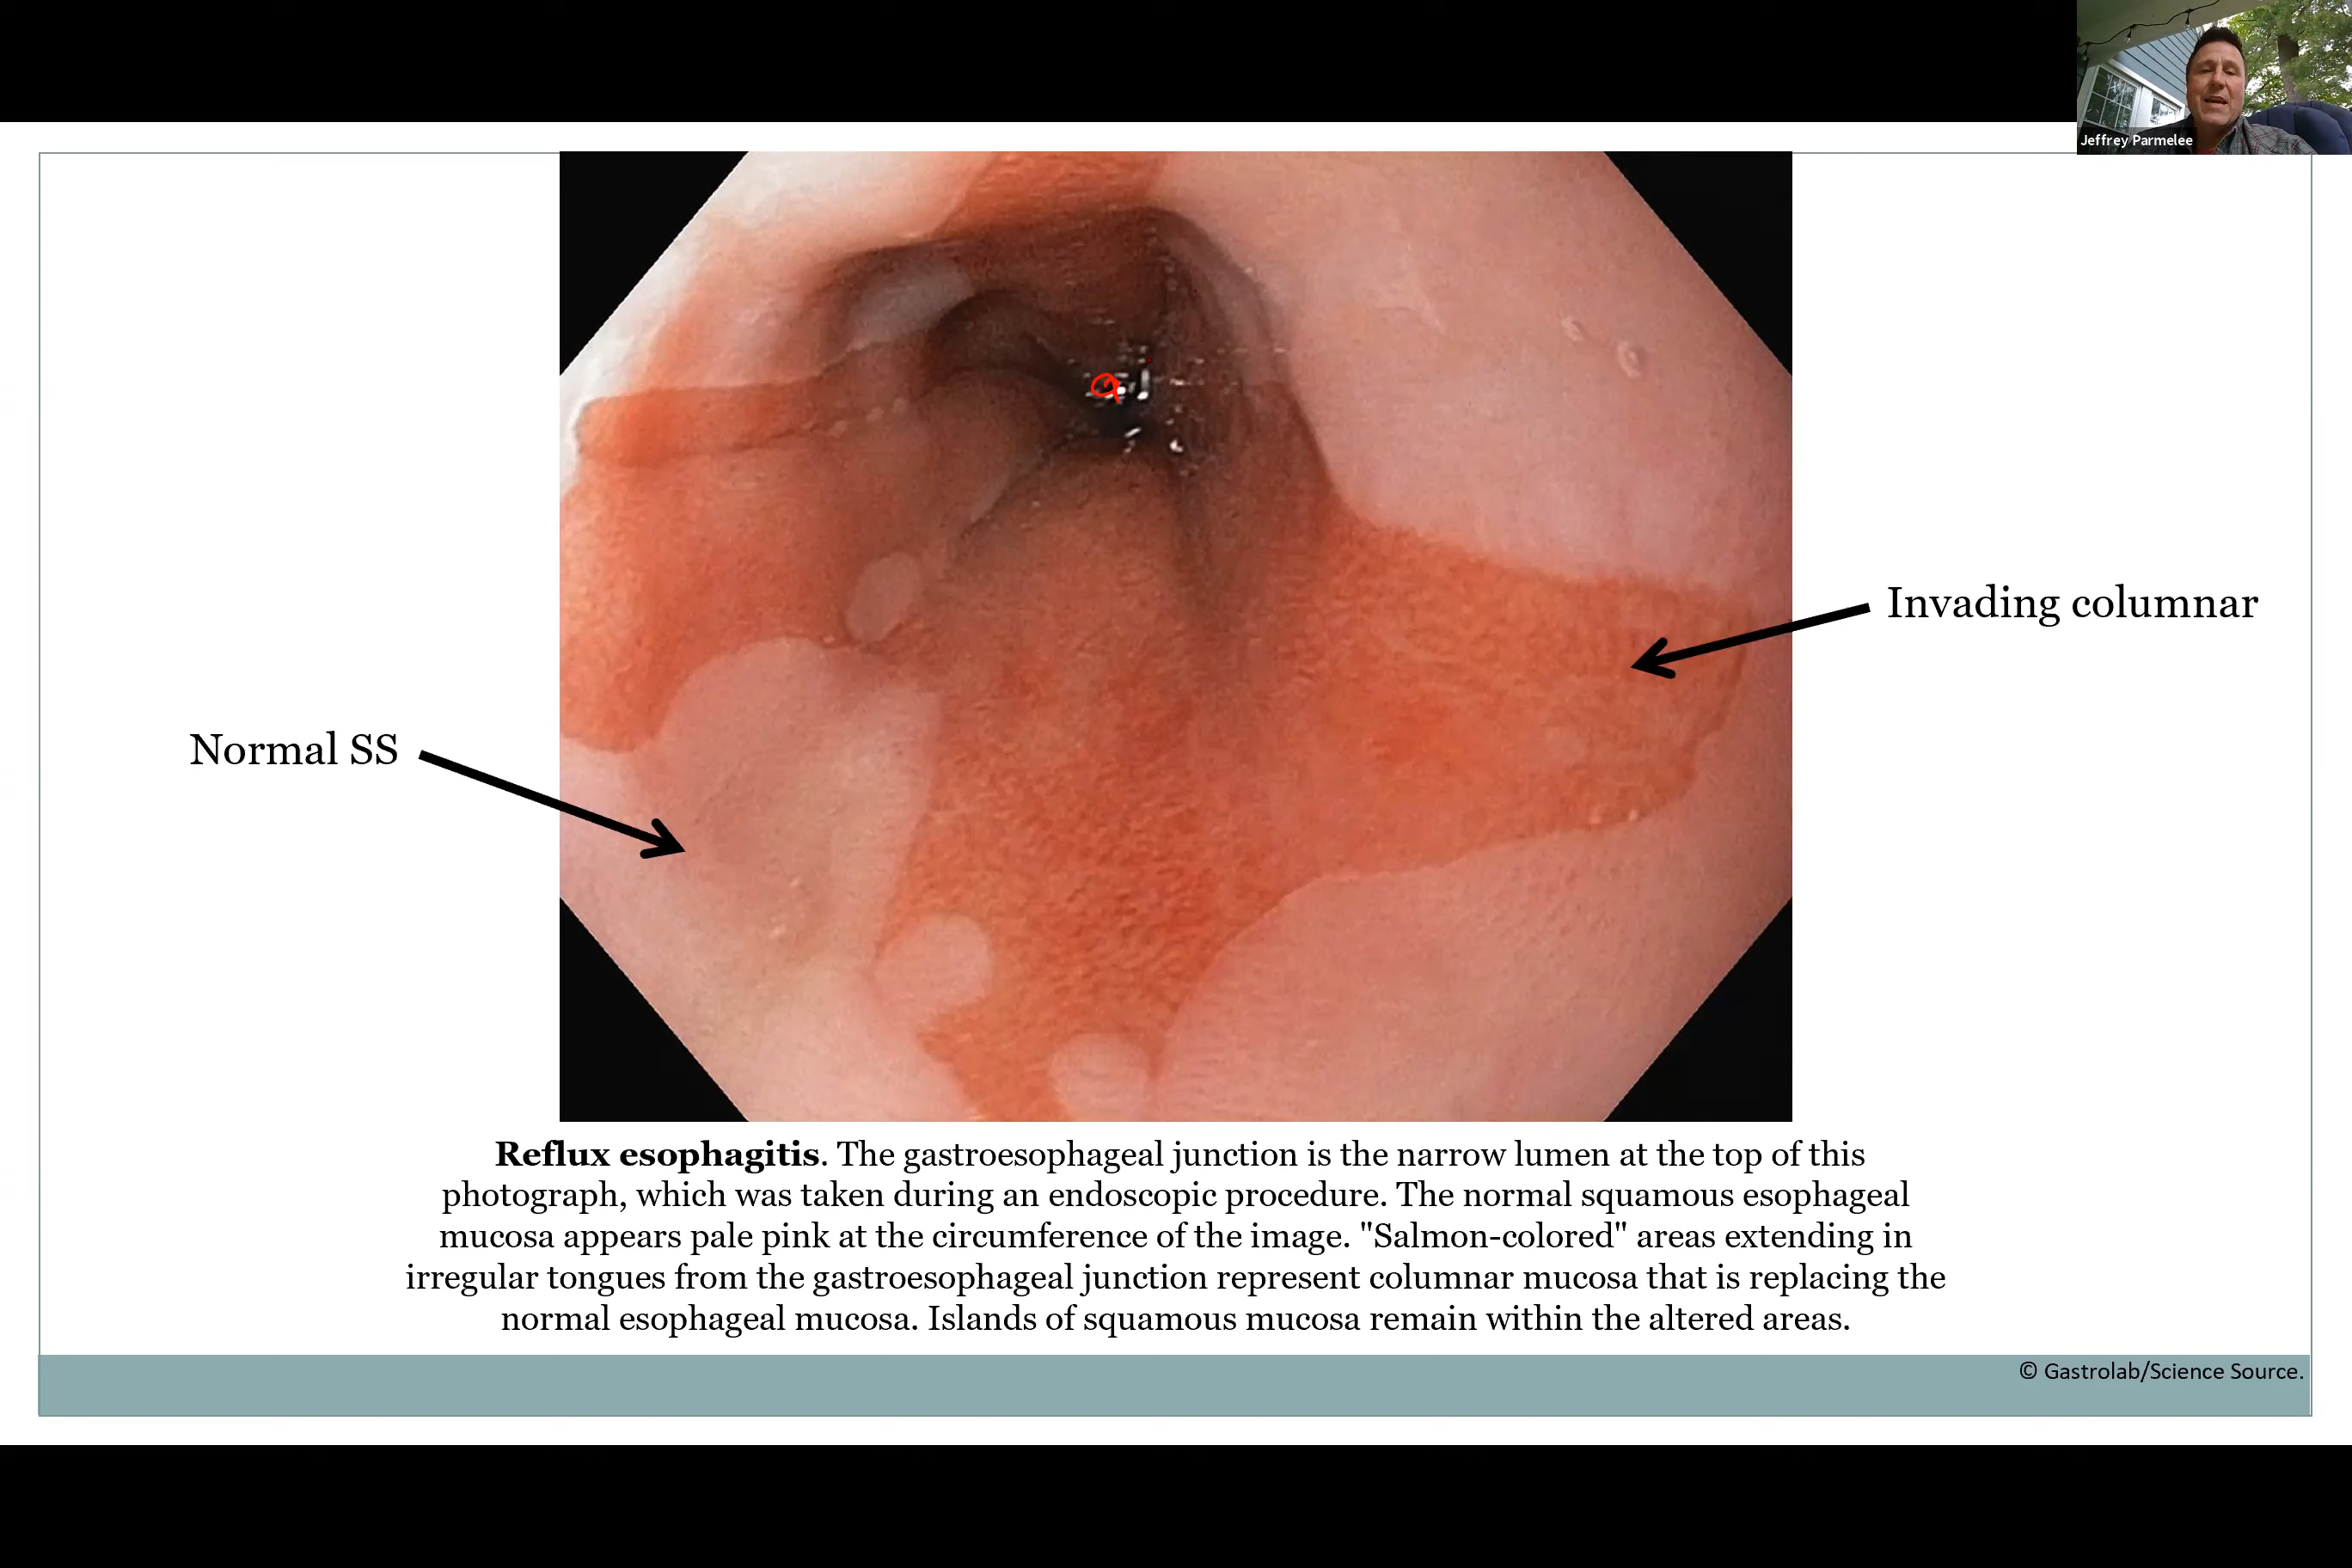 Jeffrey Parmelee
Invading columnar
Normal SS
Reflux esophagitis. The gastroesophageal junction is the narrow lumen at the top of this
photograph, which was taken during an endoscopic procedure. The normal squamous esophageal
mucosa appears pale pink at the circumference of the image. "Salmon-colored" areas extending in
irregular tongues from the gastroesophageal junction represent columnar mucosa that is replacing the
normal esophageal mucosa. Islands of squamous mucosa remain within the altered areas.
© Gastrolab/Science Source.